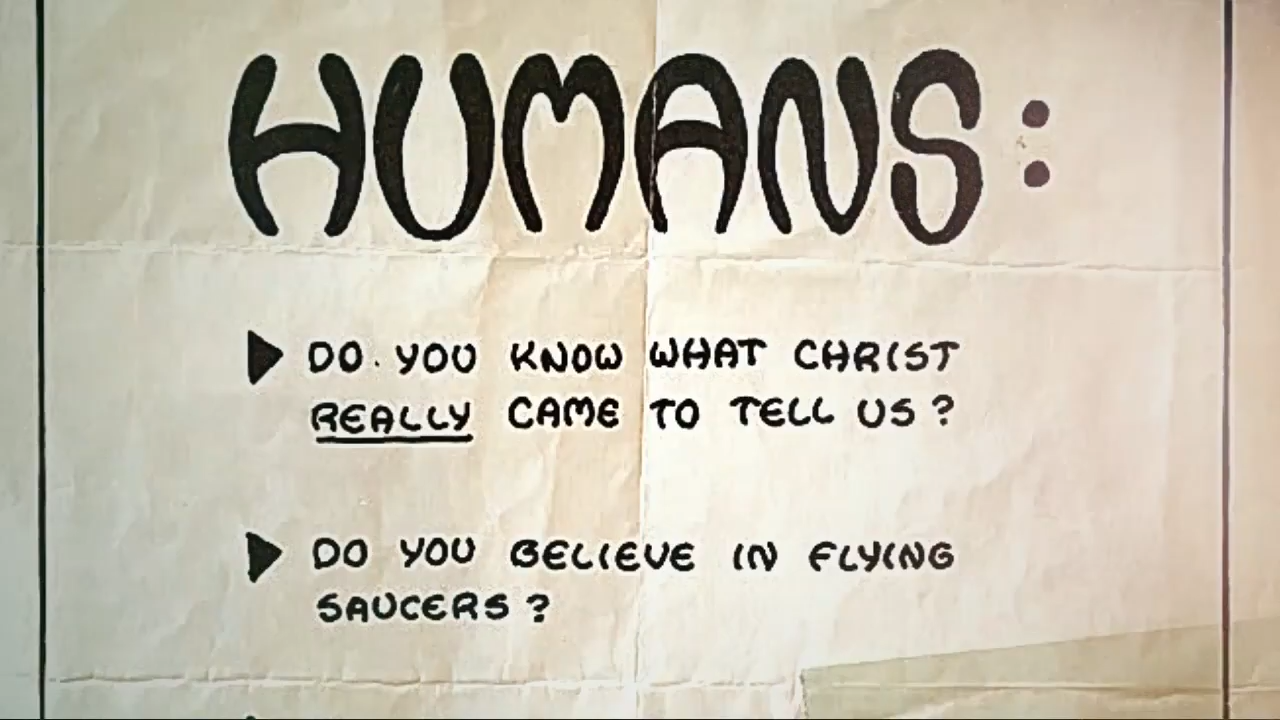 HUMANS:
▶ DO YOU KNOW WHAT CHRIST
REALLY CAME TO TELL US?
▶ DO YOU BELIEVE IN FLYING
SAUCERS?